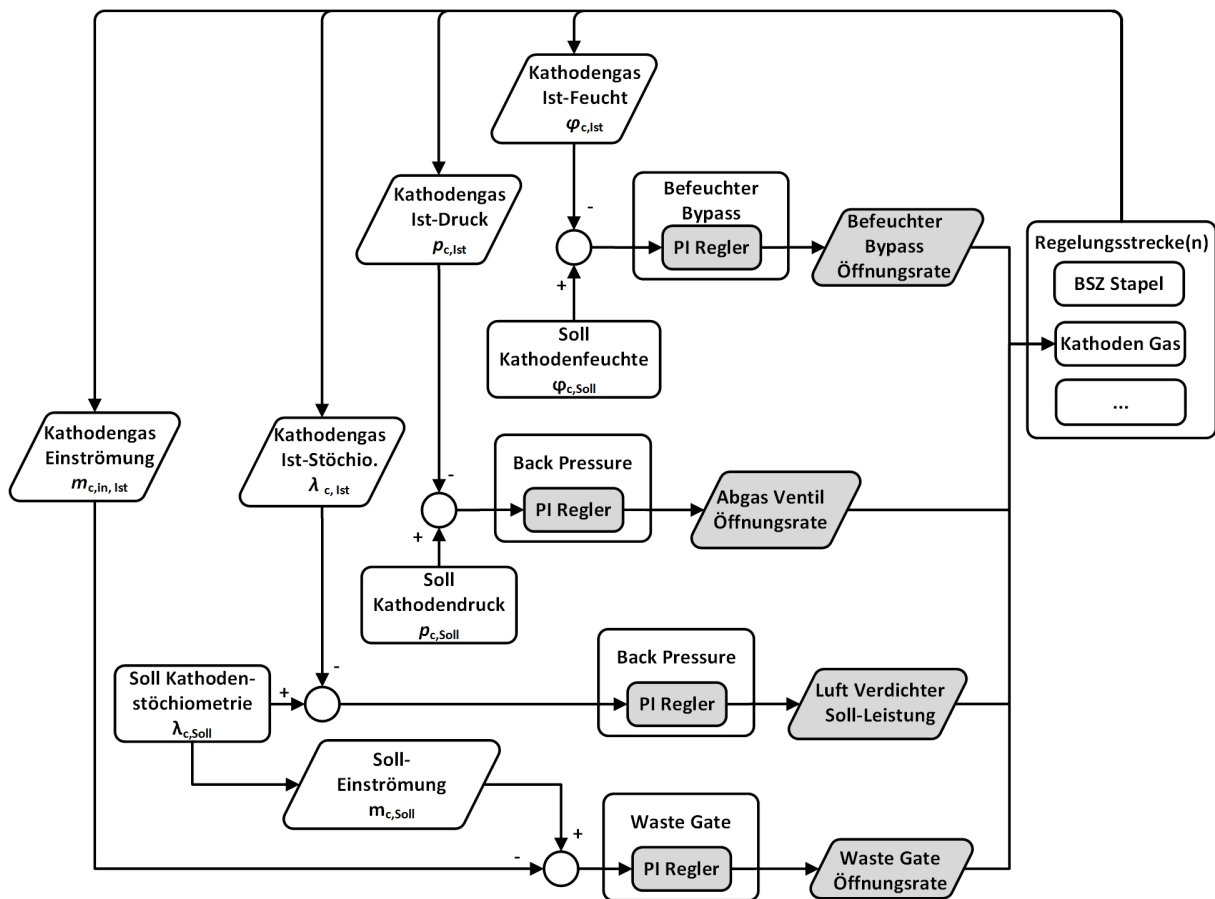 Kathodengas
Ist-Feucht
φc,Ist
Kathodengas
Ist-Druck
pc,Ist
-
+
Befeuchter
Bypass
PI Regler
Befeuchter
Bypass
Öffnungsrate
Regelungsstrecke(n)
BSZ Stapel
Kathoden Gas
...
Soll
Kathodenfeuchte
φc,Soll
Kathodengas
Einströmung
mc,in, Ist
Kathodengas
Ist-Stöchio.
λ c, Ist
-
+
Back Pressure
PI Regler
Abgas Ventil
Öffnungsrate
Soll
Kathodendruck
pc,Soll
Soll Kathoden-
stöchiometrie
λc,Soll
+
-
Back Pressure
PI Regler
Luft Verdichter
Soll-Leistung
Soll-
Einströmung
mc,Soll
+
-
Waste Gate
PI Regler
Waste Gate
Öffnungsrate